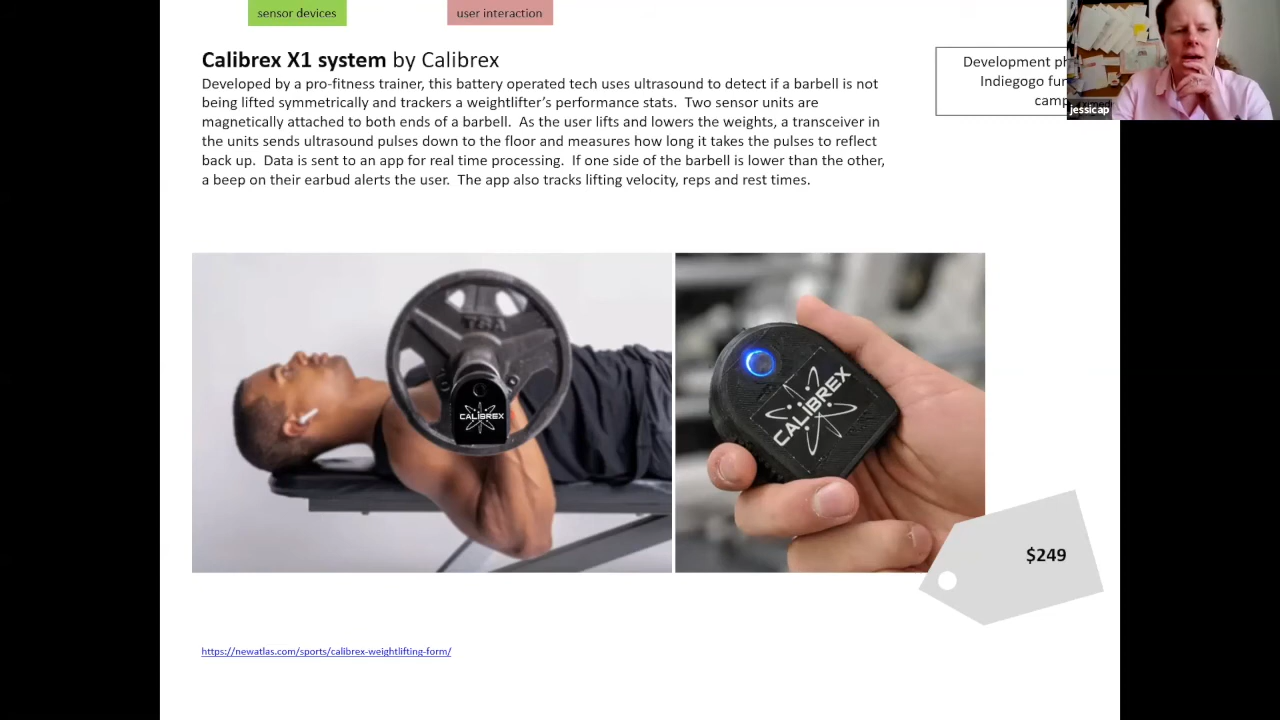 sensor devices
user interaction
Calibrex X1 system by Calibrex
Developed by a pro-fitness trainer, this battery operated tech uses ultrasound to detect if a barbell is not
being lifted symmetrically and trackers a weightlifter's performance stats. Two sensor units are
magnetically attached to both ends of a barbell. As the user lifts and lowers the weights, a transceiver in
the units sends ultrasound pulses down to the floor and measures how long it takes the pulses to reflect
back up. Data is sent to an app for real time processing. If one side of the barbell is lower than the other,
a beep on their earbud alerts the user. The app also tracks lifting velocity, reps and rest times.
Development ph
Indiegogo fun
camp
jessicap
CALIBREX
CALIBREX
$249
https://newatlas.com/sports/calibrex-weightlifting-form/